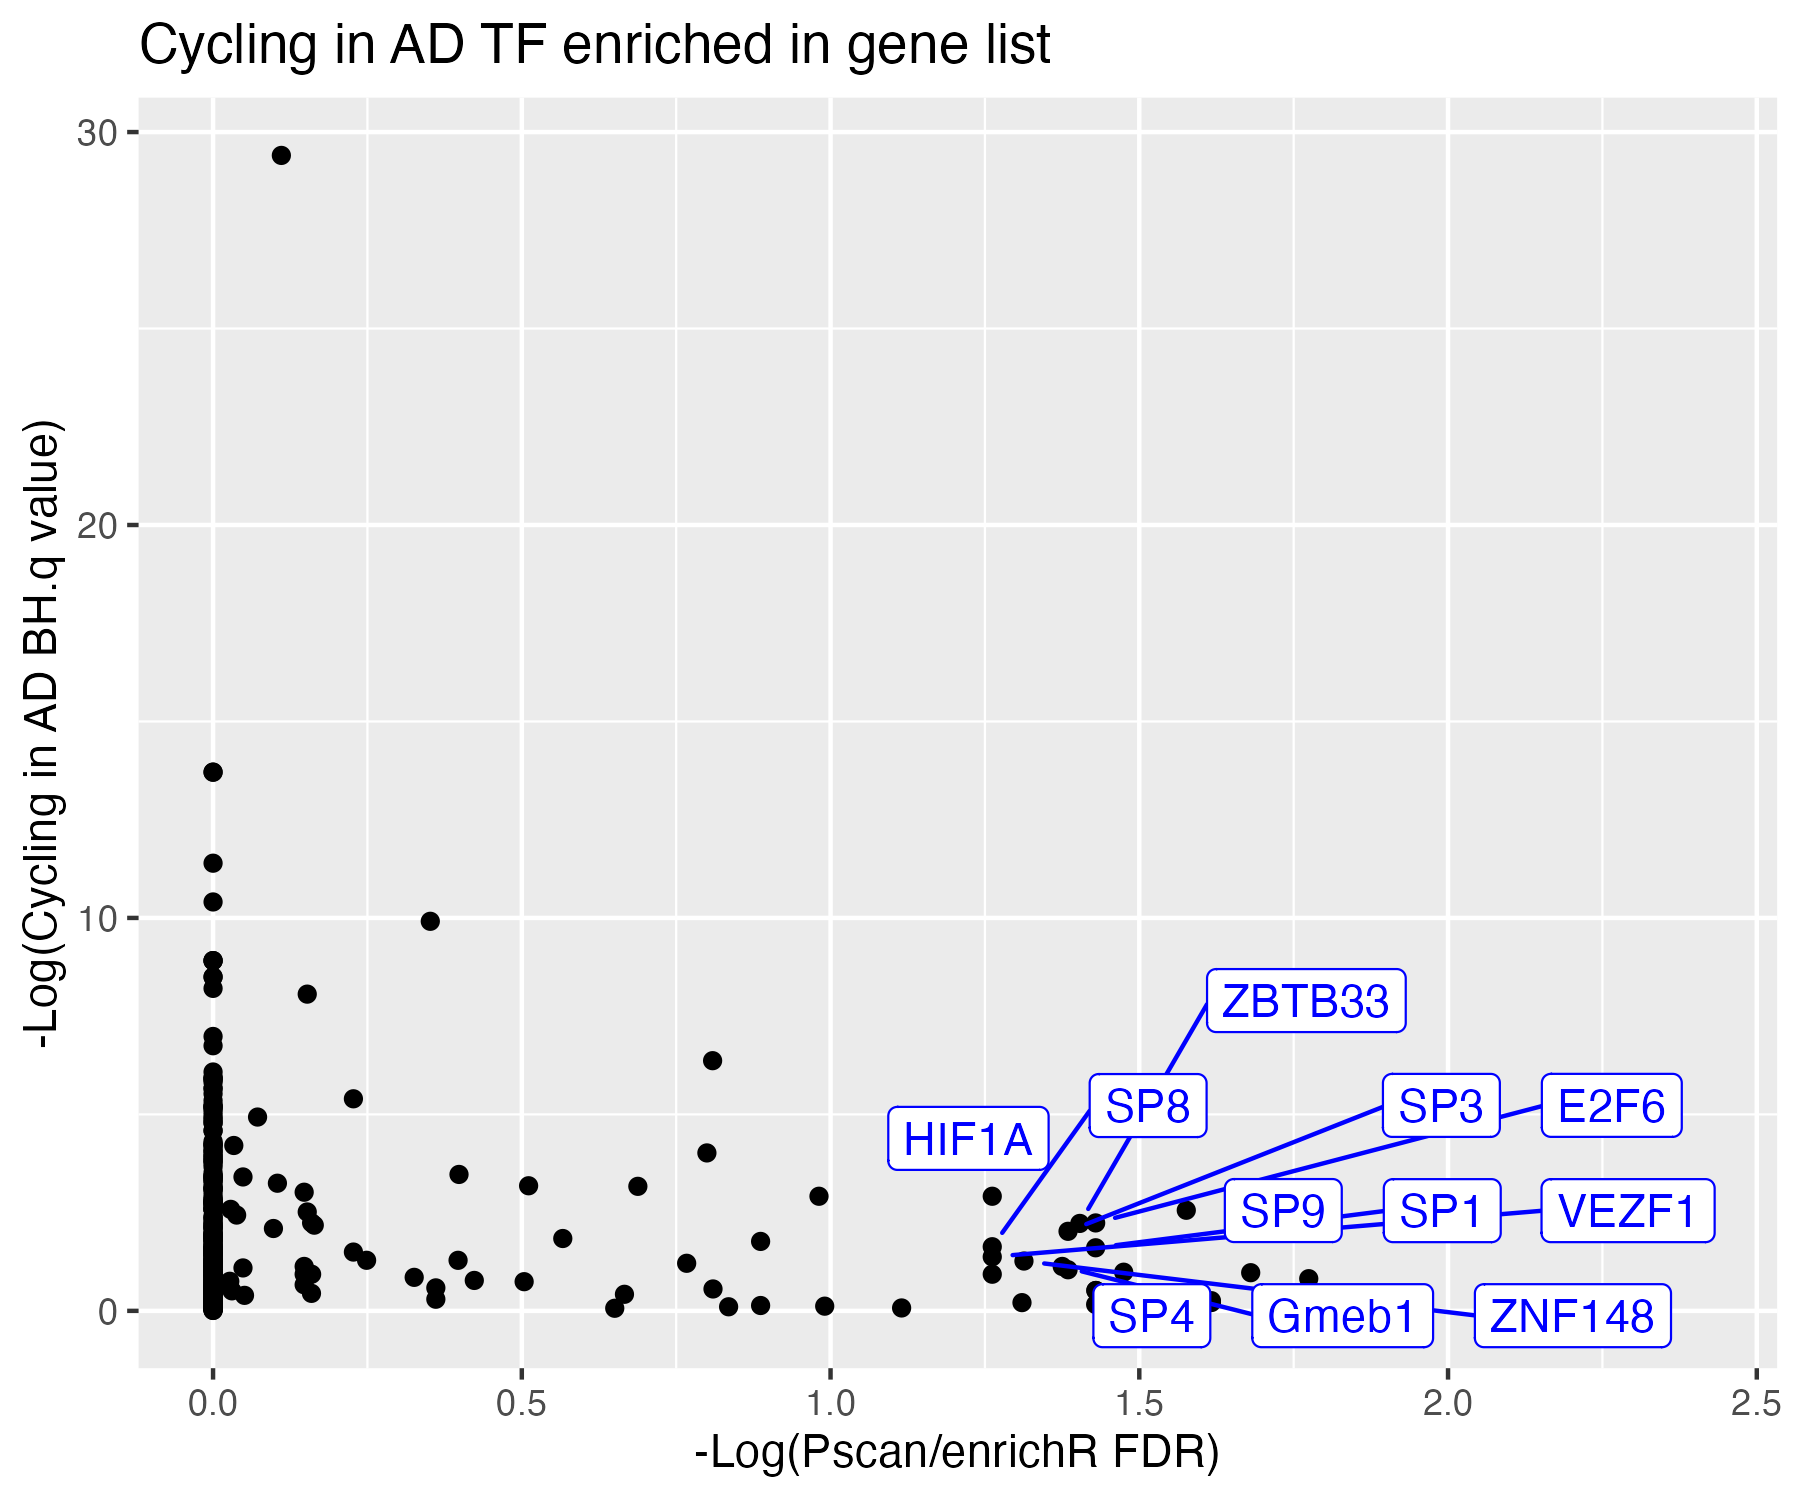 Cycling in AD TF enriched in gene list
-Log(Cycling in AD BH.q value)
30
20
10
0
ZBTB33
SP8
SP3
E2F6
HIF1A
SP9
SP1
VEZF1
SP4
Gmeb1
ZNF148
0.0
0.5
1.0
1.5
2.0
2.5
-Log(Pscan/enrichR FDR)